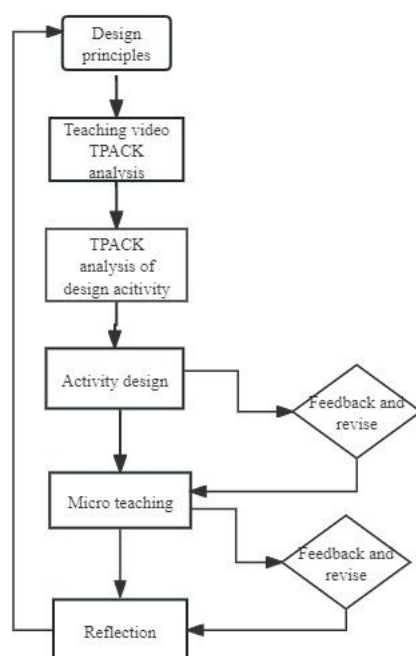 Design
principles
Teaching video
TPACK
analysis
TPACK
analysis of
design acitivity
Activity design
Feedback and
revise
Micro teaching
Feedback and
revise
Reflection